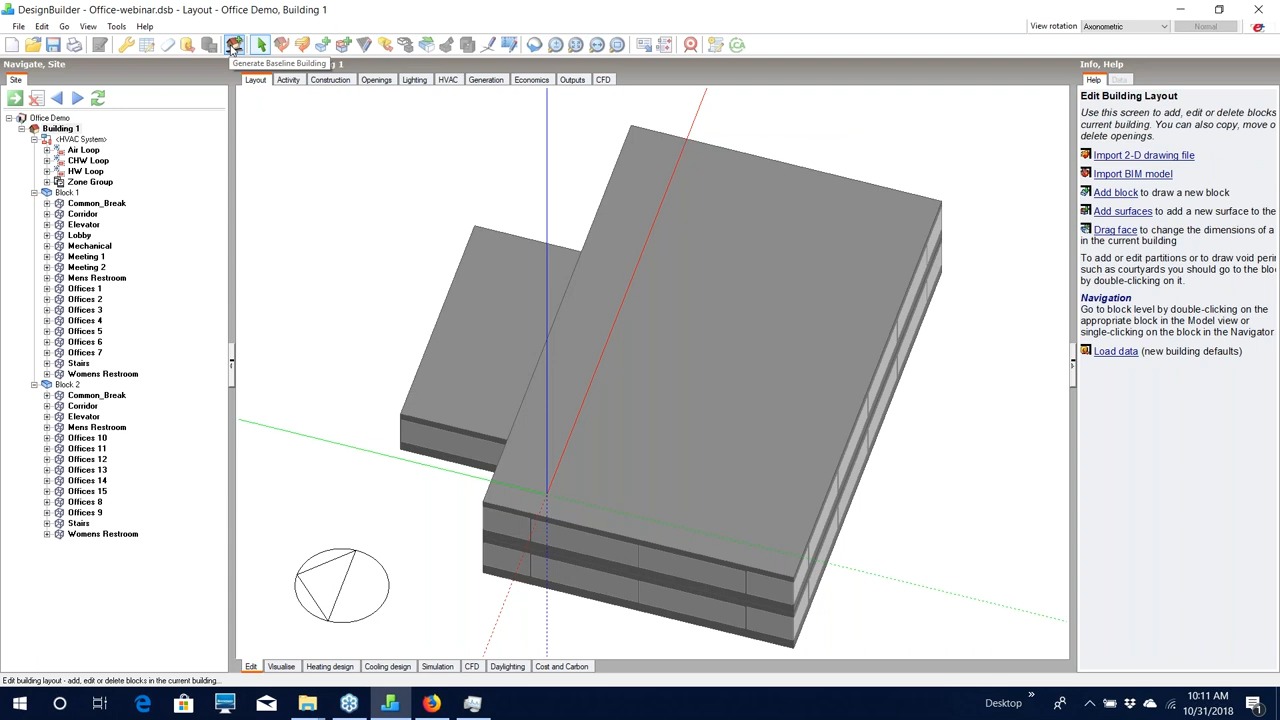 DesignBuilder - Office-webinar.dsb - Layout - Office Demo, Building 1
File Edit Go View Tools Help
View rotation Axonometric Normal
Navigate, Site
Generate Baseline Building
1
Info, Help
Site
Layout Activity Construction Openings Lighting HVAC Generation Economics Outputs CFD
Help Data
Office Demo
Building 1
<HVAC System>
Air Loop
CHW Loop
HW Loop
Zone Group
Block 1
Common_Break
Corridor
Elevator
Lobby
Mechanical
Meeting 1
Meeting 2
Mens Restroom
Offices 1
Offices 2
Offices 3
Offices 4
Offices 5
Offices 6
Offices 7
Stairs
Womens Restroom
Block 2
Common_Break
Corridor
Elevator
Mens Restroom
Offices 10
Offices 11
Offices 12
Offices 13
Offices 14
Offices 15
Offices 8
Offices 9
Stairs
Womens Restroom
Edit Building Layout
Use this screen to add, edit or delete blocks
current building. You can also copy, move o
delete openings.
Import 2-D drawing file
Import BIM model
Add block to draw a new block
Add surfaces to add a new surface to the
Drag face to change the dimensions of a
in the current building
To add or edit partitions or to draw void peri
such as courtyards you should go to the blo
by double-clicking on it.
Navigation
Go to block level by double-clicking on the
appropriate block in the Model view or
single-clicking on the block in the Navigator
Load data (new building defaults)
Edit Visualise Heating design Cooling design Simulation CFD Daylighting Cost and Carbon
Edit building layout - add, edit or delete blocks in the current building...
Desktop
10:11 AM
10/31/2018